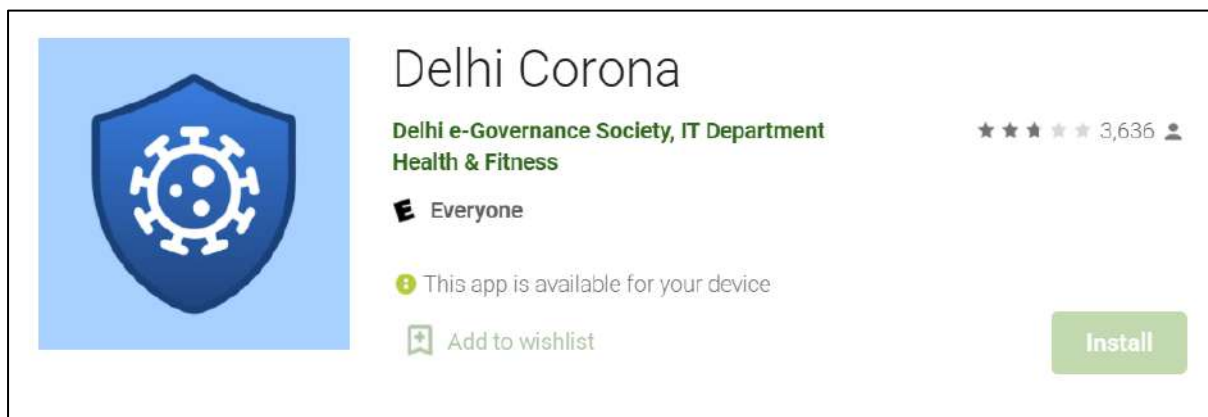 Delhi Corona
Delhi e-Governance Society, IT Department
3,636
Health & Fitness
E Everyone
This app is available for your device
Add to wishlist
Install